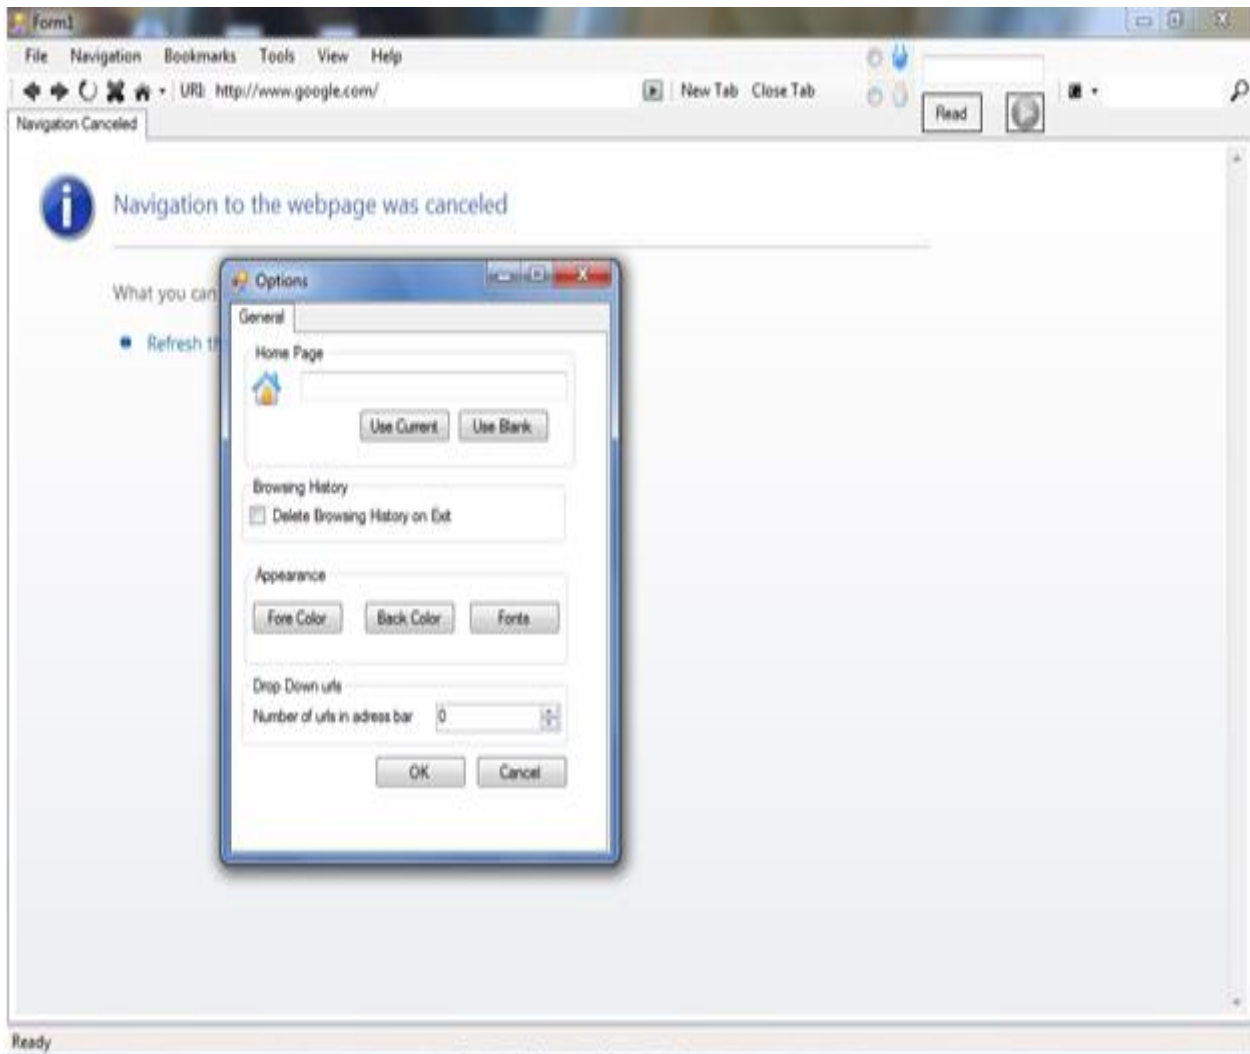 Form1
File Navigation Bookmarks Tools View Help
URL http://www.google.com/ New Tab Close Tab
Read
Navigation Canceled
Navigation to the webpage was canceled
What you can
Refresh th
Options
General
Home Page
Use Current Use Blank
Browsing History
Delete Browsing History on Exit
Appearance
Fore Color Back Color Fonts
Drop Down urls
Number of urls in adress bar 0
OK Cancel
Ready